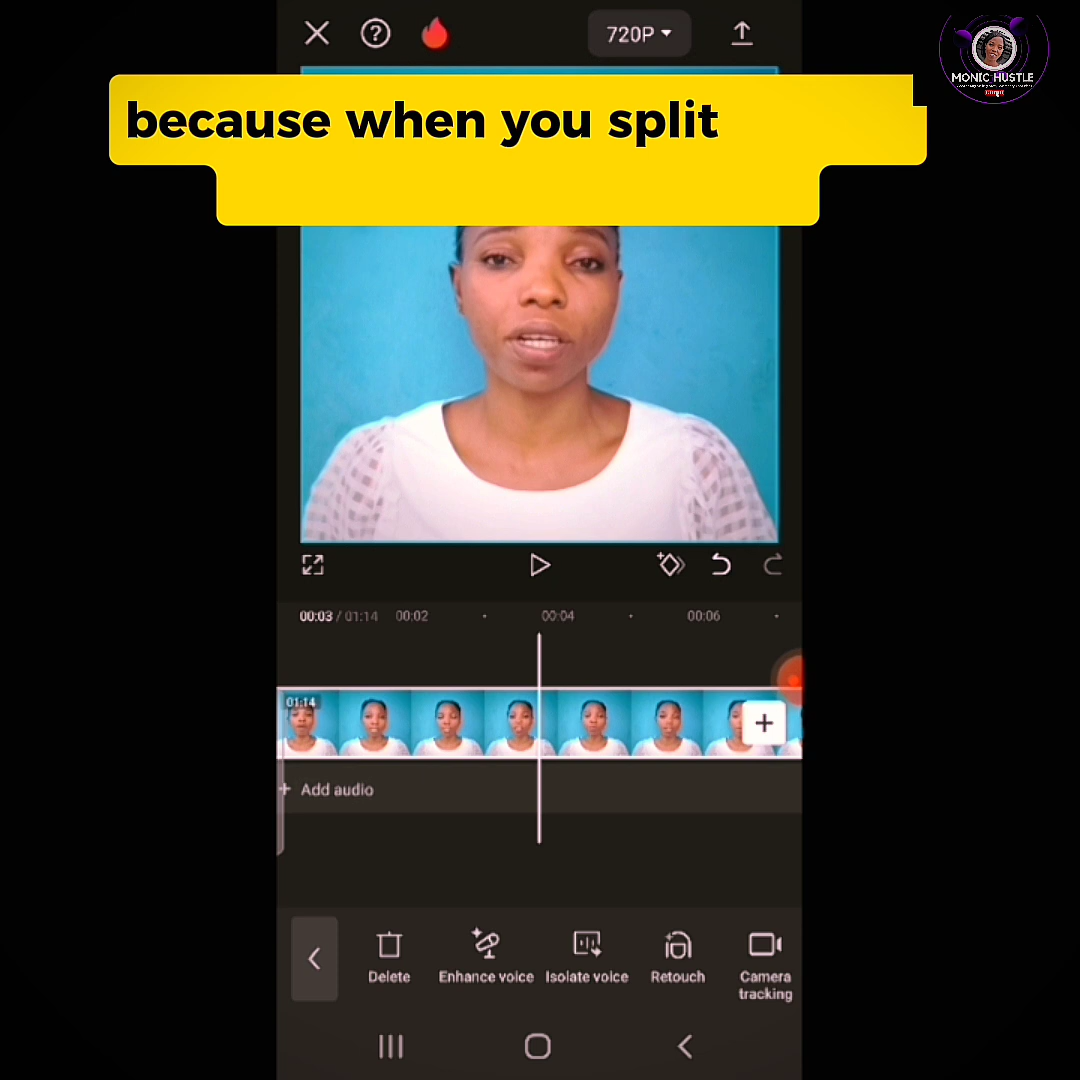 720P
MONIC HUSTLE
because when you split
00:03 / 01:14 00:02 00:04 00:06
01:14
+ Add audio
Delete Enhance voice Isolate voice Retouch Camera tracking